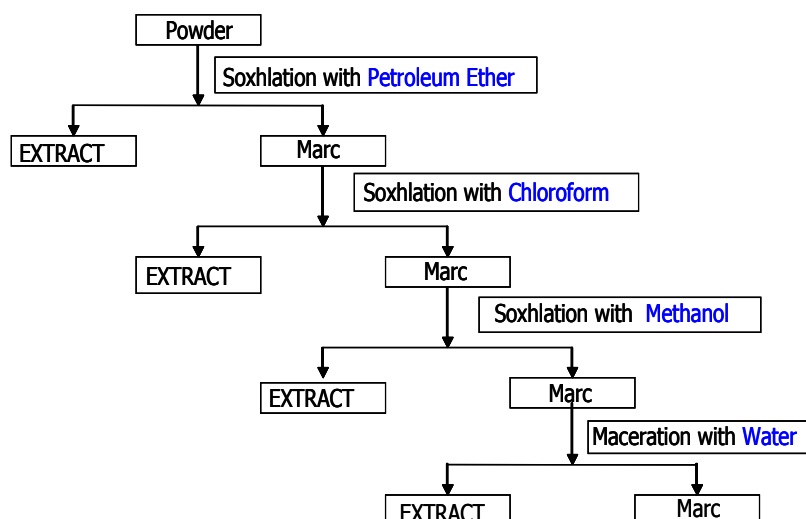 Powder
Soxhlation with Petroleum Ether
EXTRACT
Marc
Soxhlation with Chloroform
EXTRACT
Marc
Soxhlation with Methanol
EXTRACT
Marc
Maceration with Water
EXTRACT
Marc